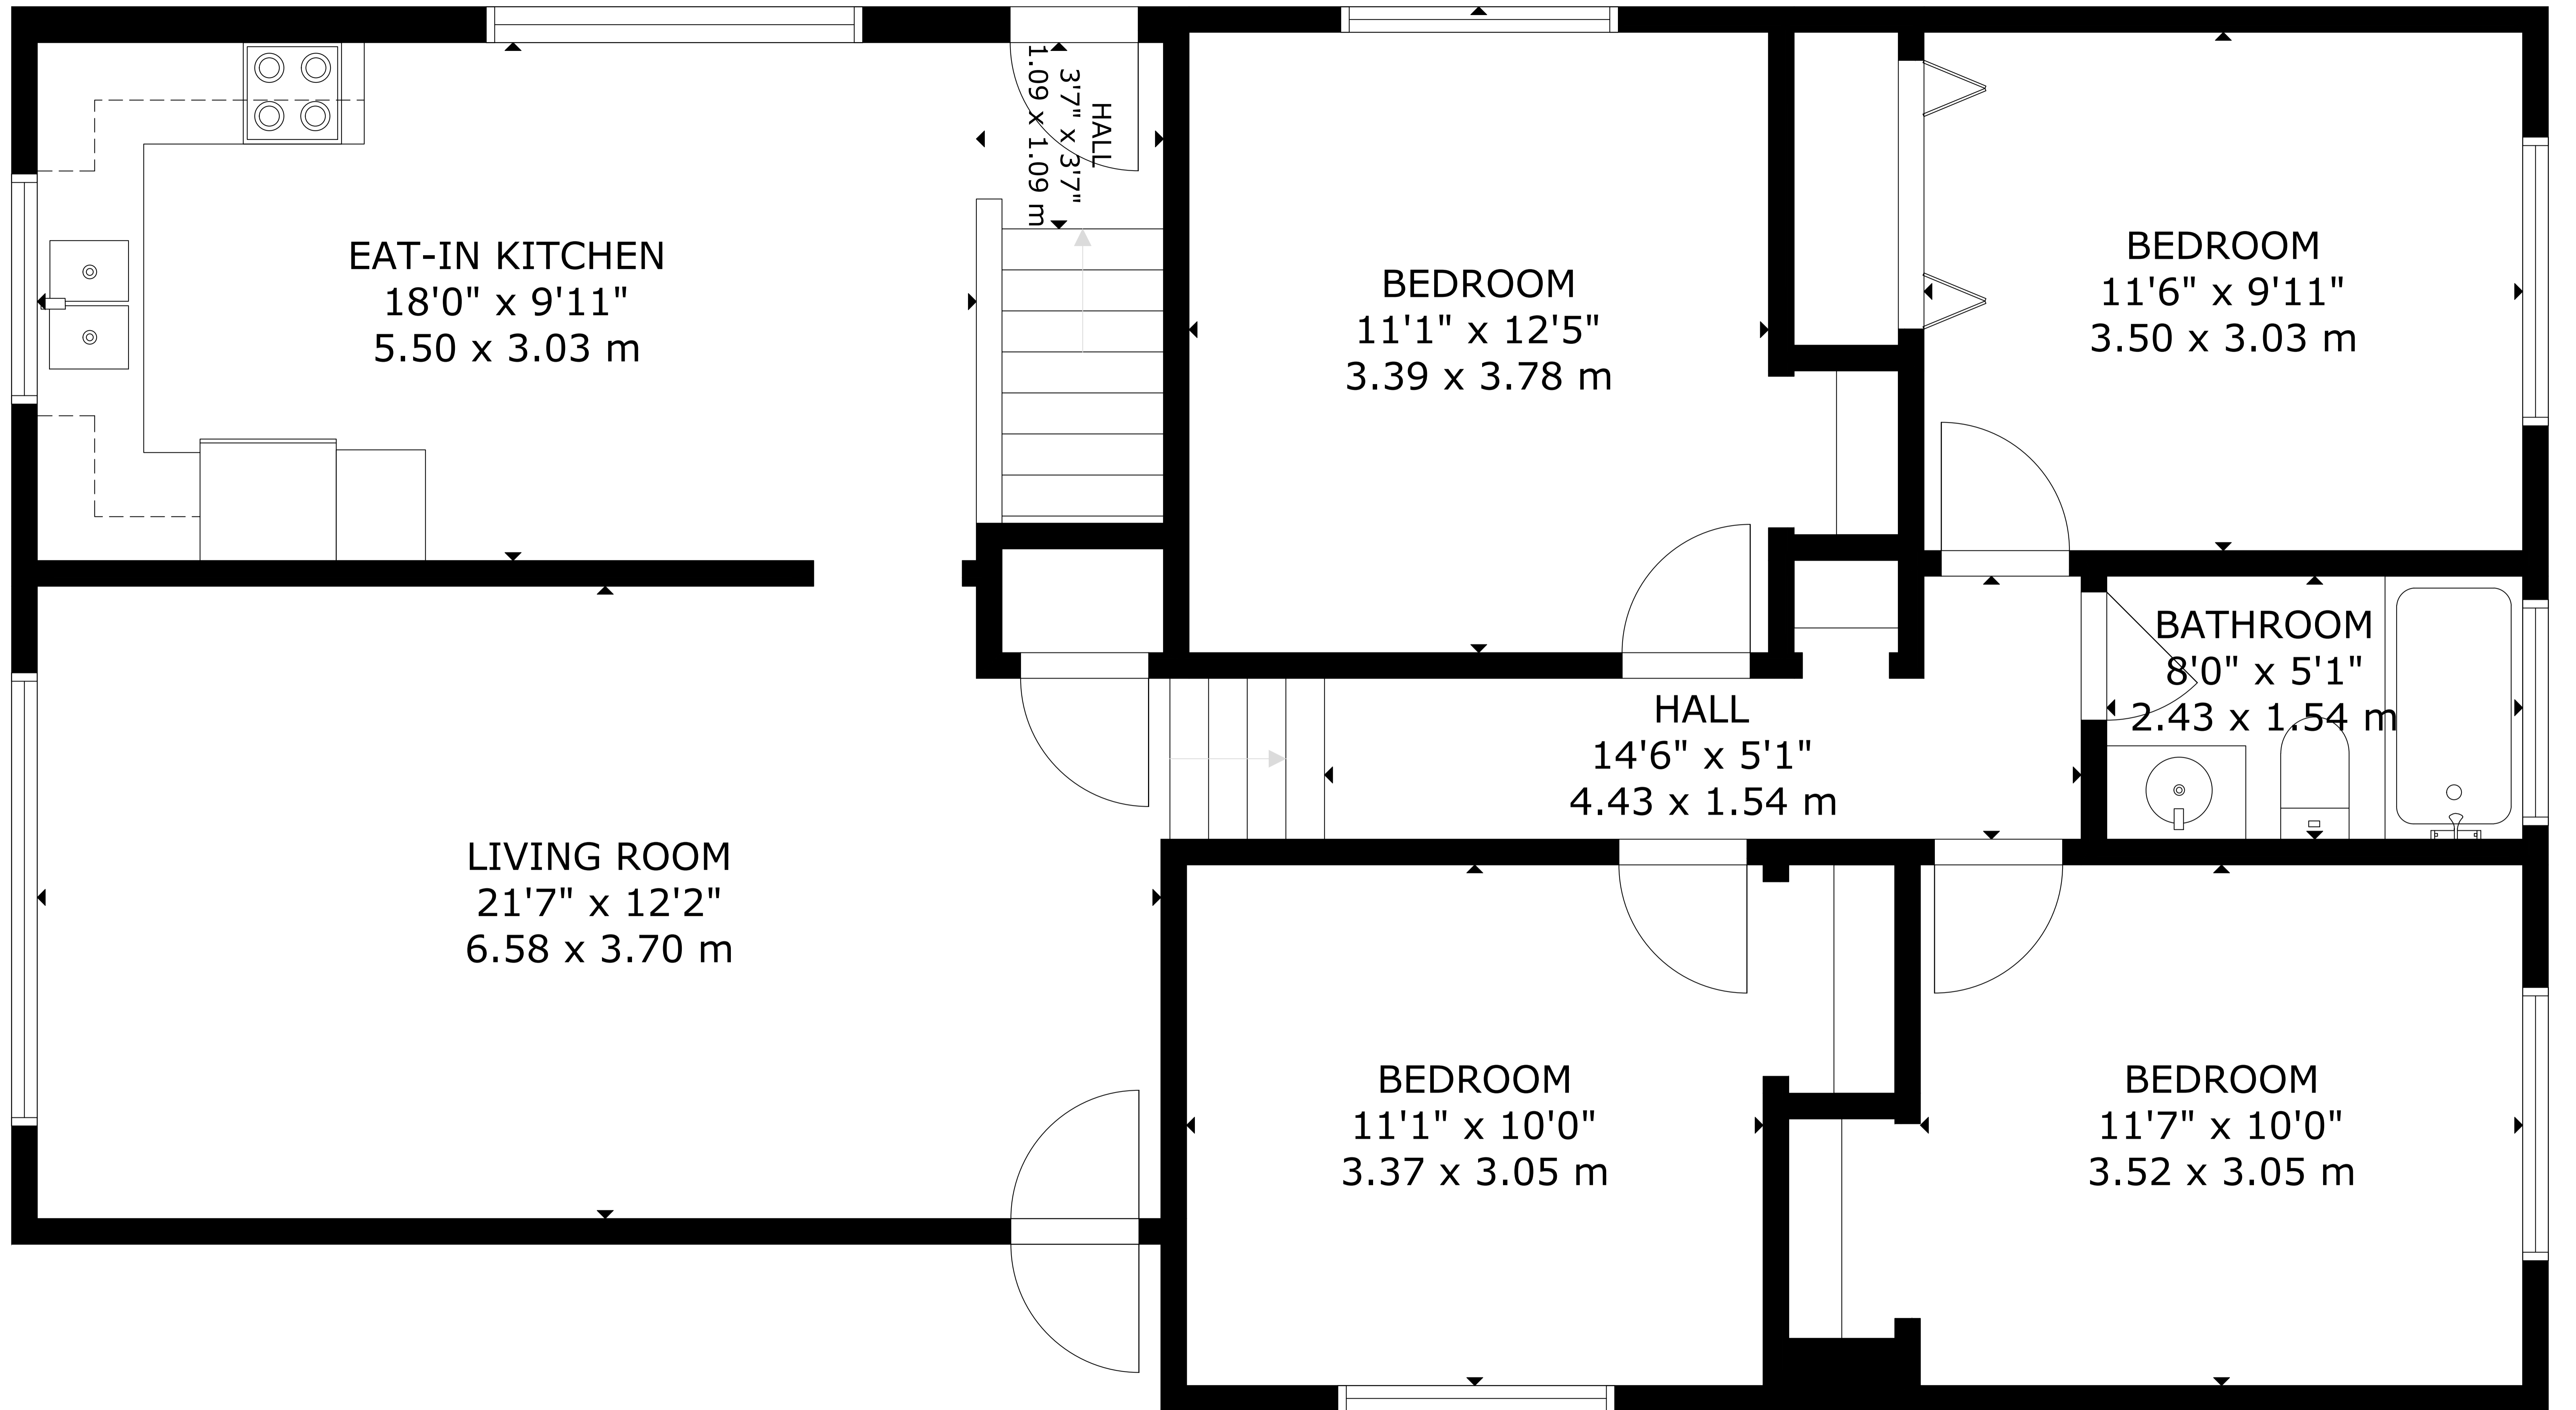 EAT-IN KITCHEN
18'0" x 9'11"
5.50 x 3.03 m
HALL
3'7" x 3'7"
1.09 x 1.09 m
BEDROOM
11'1" x 12'5"
3.39 x 3.78 m
BEDROOM
11'6" x 9'11"
3.50 x 3.03 m
BATHROOM
8'0" x 5'1"
2.43 x 1.54 m
HALL
14'6" x 5'1"
4.43 x 1.54 m
LIVING ROOM
21'7" x 12'2"
6.58 x 3.70 m
BEDROOM
11'1" x 10'0"
3.37 x 3.05 m
BEDROOM
11'7" x 10'0"
3.52 x 3.05 m